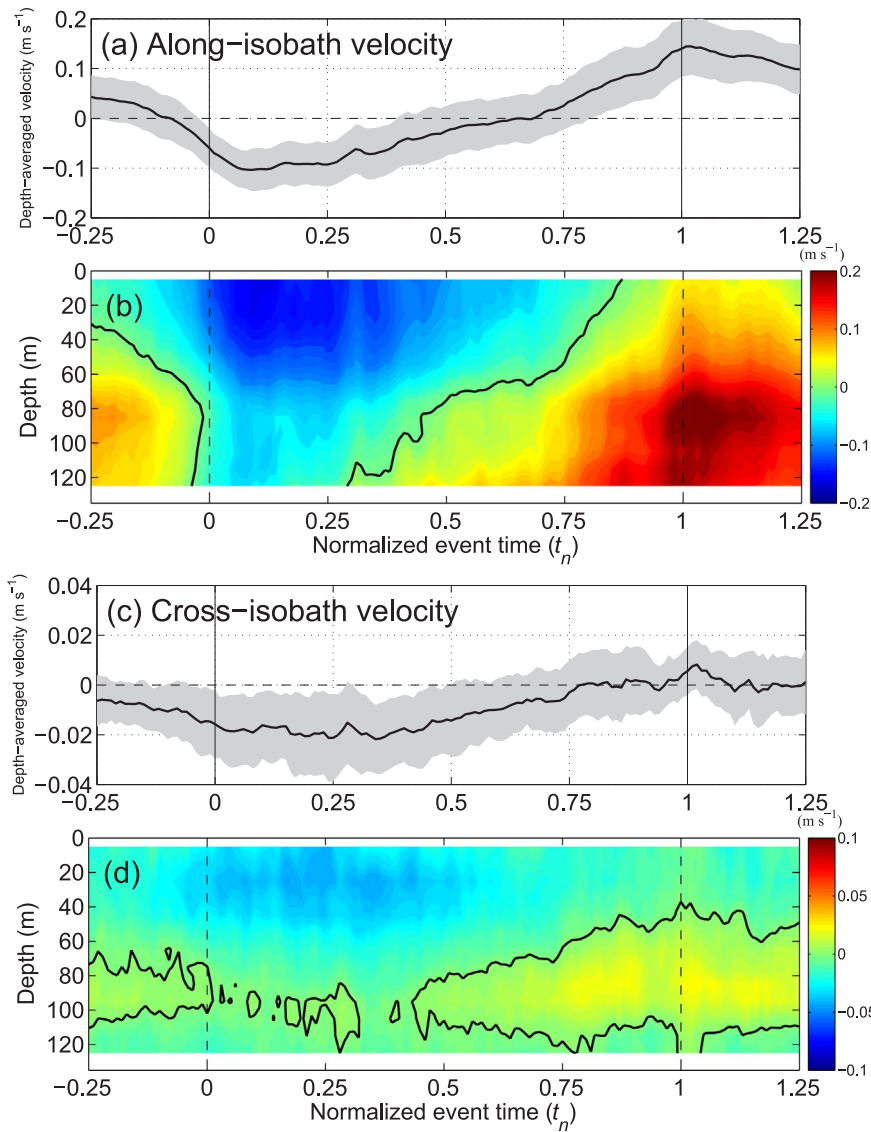 0.2
(a) Along−isobath velocity
0.1
0
−0.1
−0.2
Depth−averaged velocity (m s⁻¹)
−0.25 0 0.25 0.5 0.75 1 1.25
(m s⁻¹)
(b)
0
20
40
60
80
100
120
Depth (m)
0.2
0.1
0
−0.1
−0.2
−0.25 0 0.25 0.5 0.75 1 1.25
Normalized event time (tₙ)
0.04
(c) Cross−isobath velocity
0.02
0
−0.02
−0.04
Depth−averaged velocity (m s⁻¹)
−0.25 0 0.25 0.5 0.75 1 1.25
(m s⁻¹)
(d)
0
20
40
60
80
100
120
Depth (m)
0.1
0.05
0
−0.05
−0.1
−0.25 0 0.25 0.5 0.75 1 1.25
Normalized event time (tₙ)